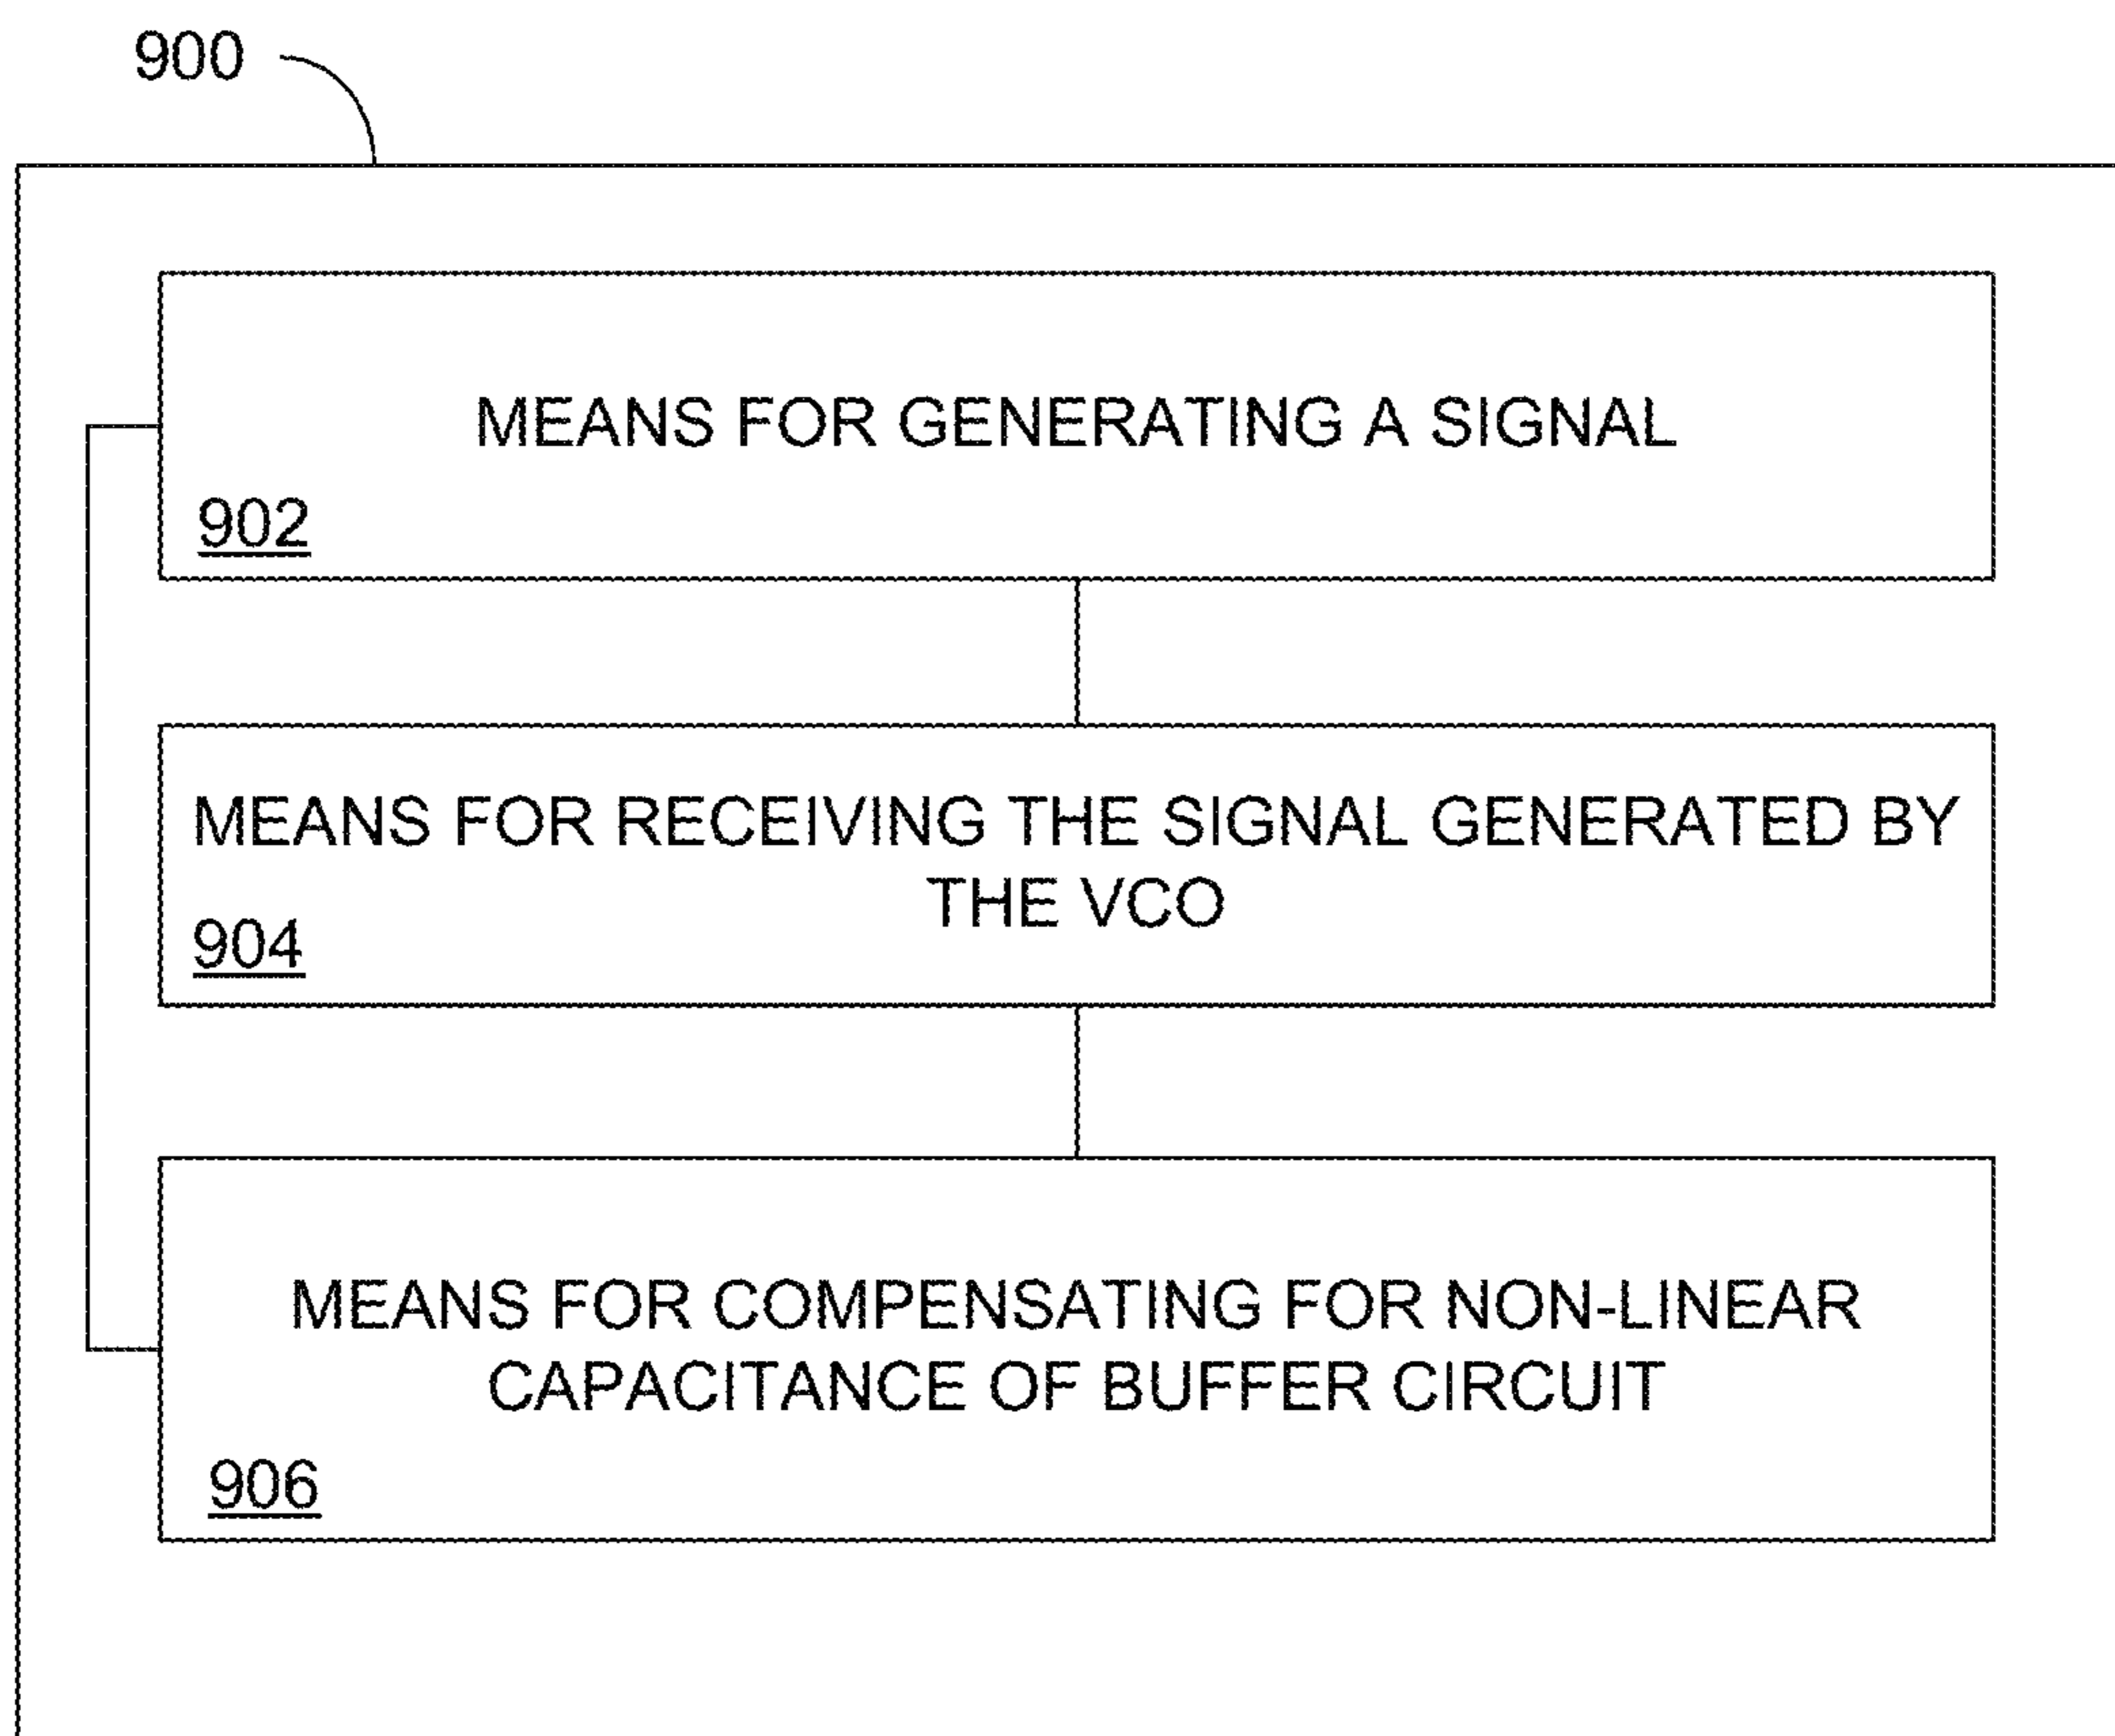 900
MEANS FOR GENERATING A SIGNAL
902
MEANS FOR RECEIVING THE SIGNAL GENERATED BY
THE VCO
904
MEANS FOR COMPENSATING FOR NON-LINEAR
CAPACITANCE OF BUFFER CIRCUIT
906